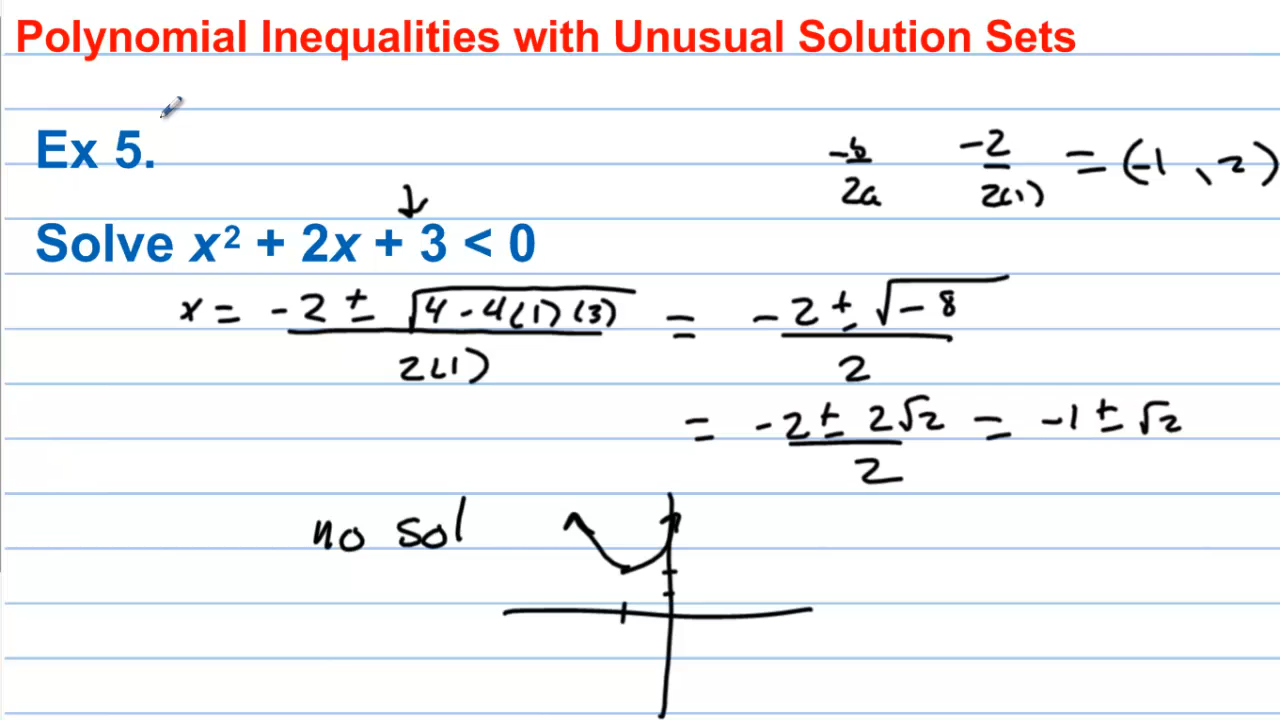 Polynomial Inequalities with Unusual Solution Sets
Ex 5.
-b/2a  -2/2(1) = (-1, 2)
Solve x² + 2x + 3 < 0
x = (-2 ± √(4 - 4(1)(3)))/2(1) = (-2 ± √(-8))/2
= (-2 ± 2√2)/2 = -1 ± √2
no sol